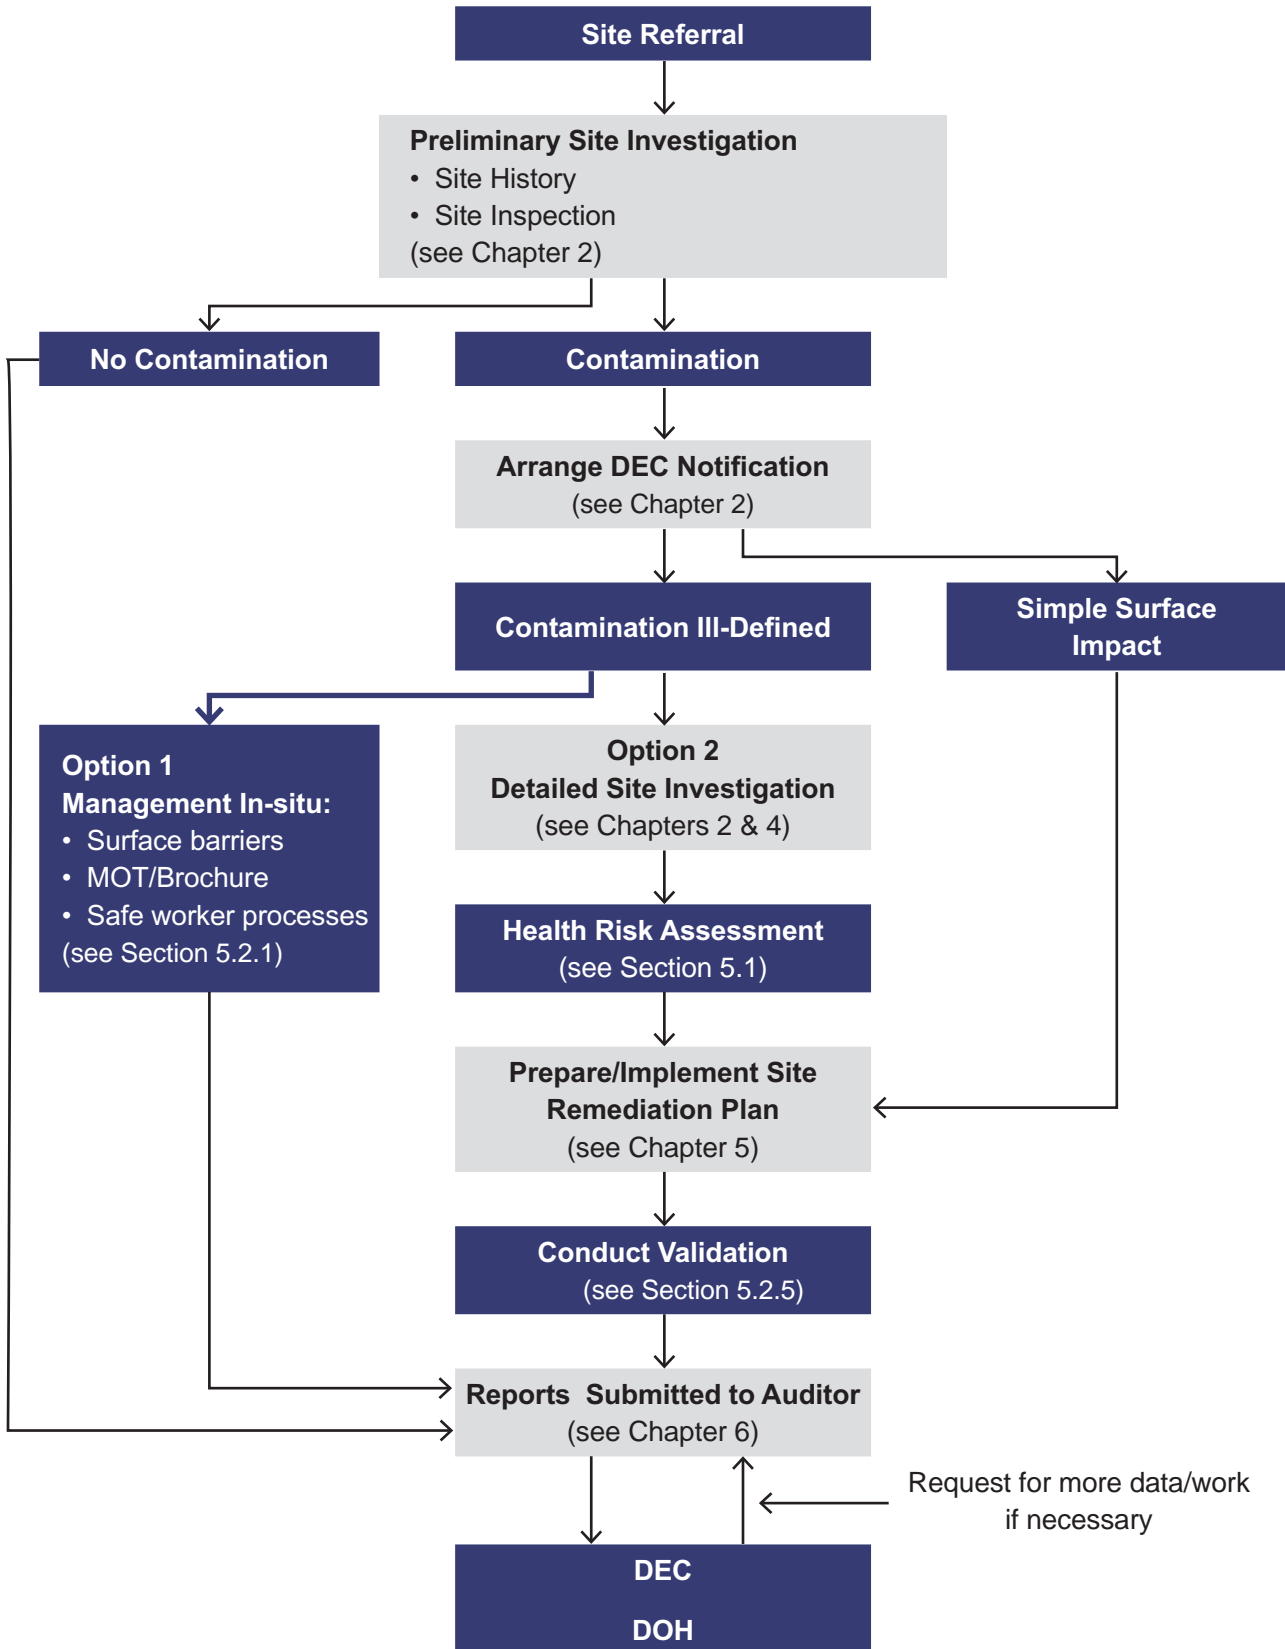 Site Referral
Preliminary Site Investigation
• Site History
• Site Inspection
(see Chapter 2)
No Contamination
Contamination
Arrange DEC Notification
(see Chapter 2)
Contamination Ill-Defined
Simple Surface
Impact
Option 1
Management In-situ:
• Surface barriers
• MOT/Brochure
• Safe worker processes
(see Section 5.2.1)
Option 2
Detailed Site Investigation
(see Chapters 2 & 4)
Health Risk Assessment
(see Section 5.1)
Prepare/Implement Site
Remediation Plan
(see Chapter 5)
Conduct Validation
(see Section 5.2.5)
Reports Submitted to Auditor
(see Chapter 6)
Request for more data/work
if necessary
DEC
DOH